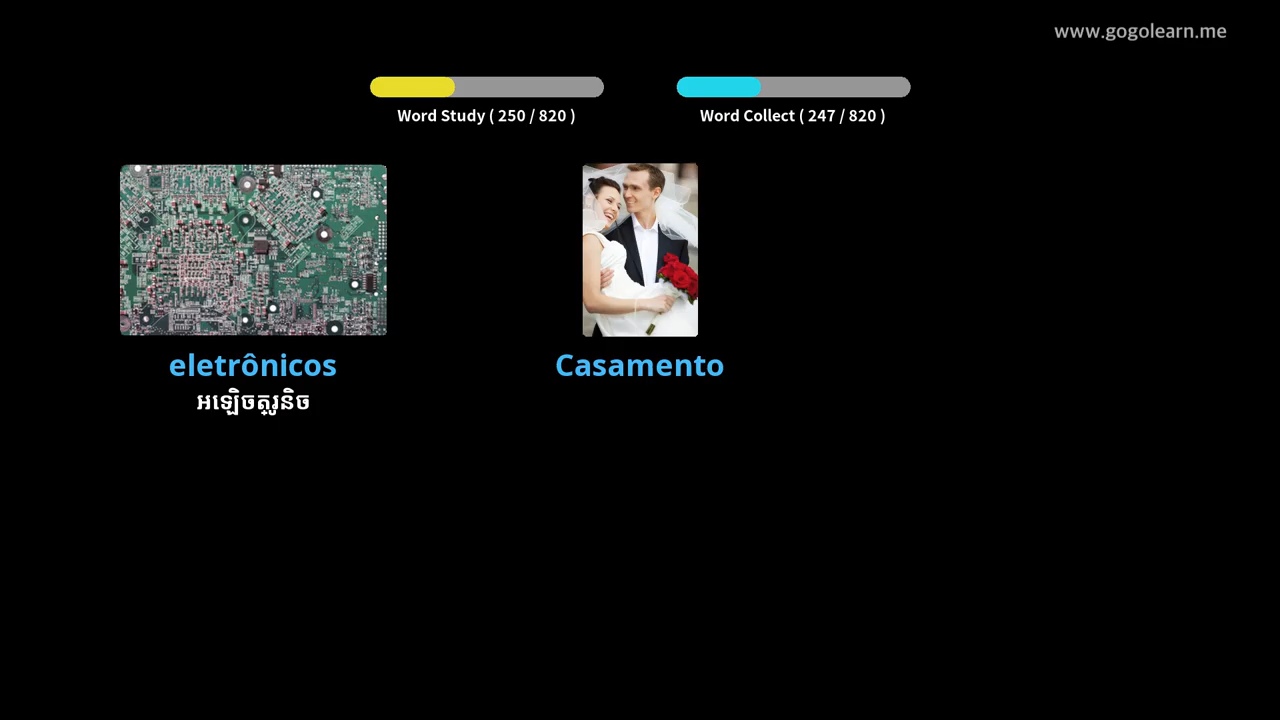 www.gogolearn.me
Word Study ( 250 / 820 )
Word Collect ( 247 / 820 )
eletrônicos
Casamento
អឡិចត្រូនិច